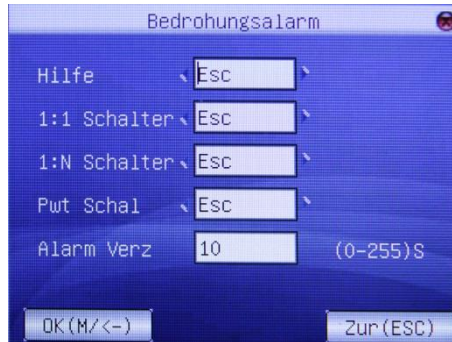 Bedrohungsalarm
Hilfe Esc
1:1 Schalter Esc
1:N Schalter Esc
Pwt Schal Esc
Alarm Verz 10 (0-255)S
OK(M/<-) Zur(ESC)